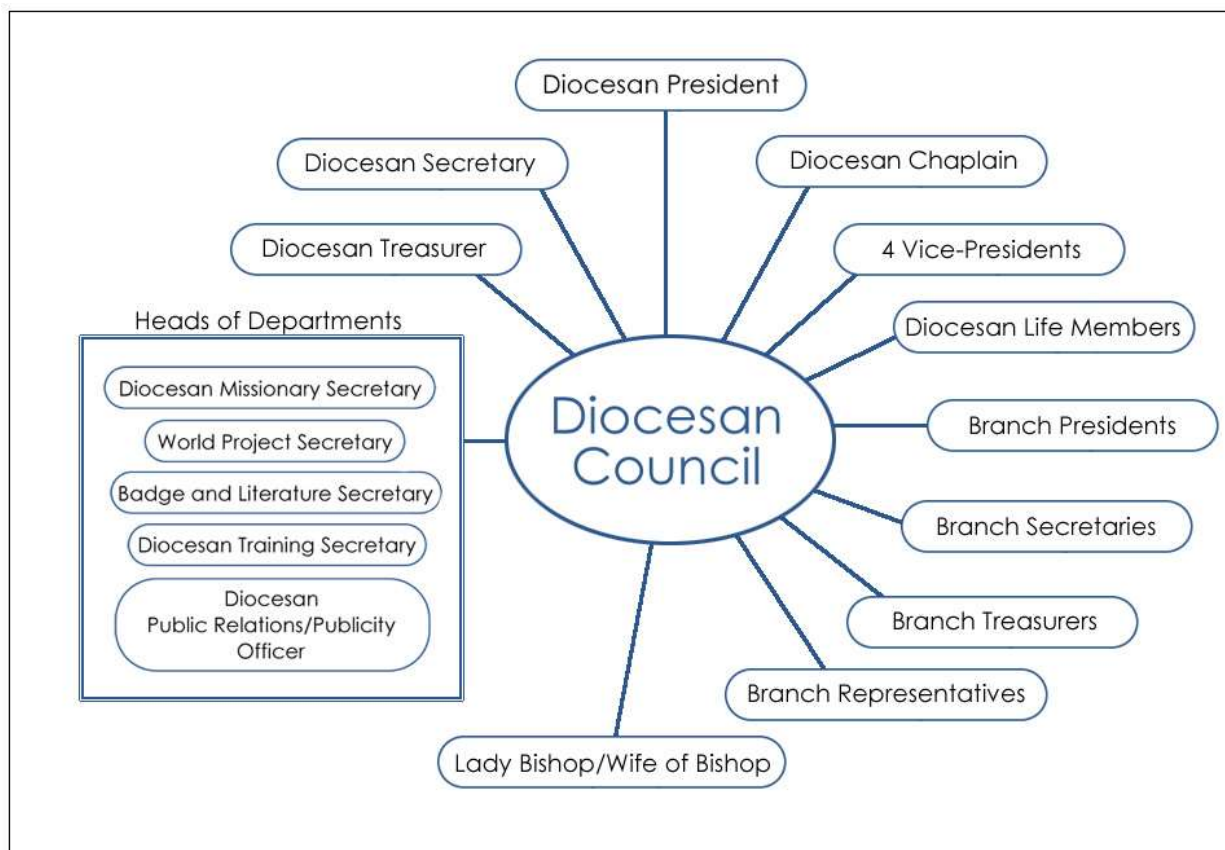 Diocesan President
Diocesan Secretary
Diocesan Chaplain
Diocesan Treasurer
4 Vice-Presidents
Heads of Departments
Diocesan Life Members
Diocesan Missionary Secretary
World Project Secretary
Badge and Literature Secretary
Diocesan Training Secretary
Diocesan
Public Relations/Publicity
Officer
Diocesan
Council
Branch Presidents
Branch Secretaries
Branch Treasurers
Branch Representatives
Lady Bishop/Wife of Bishop